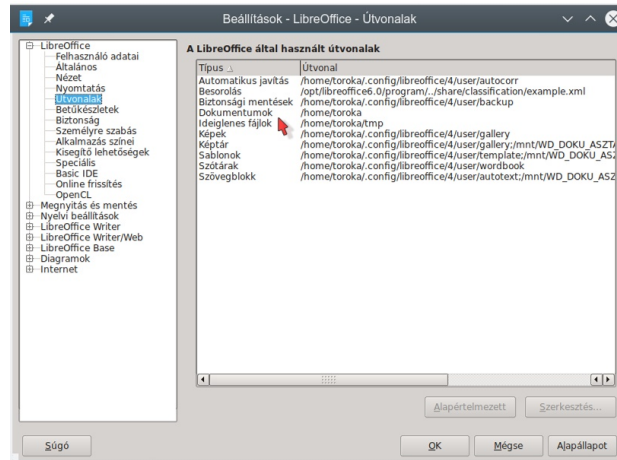 Beállítások - LibreOffice - Útvonalak
LibreOffice
Felhasználó adatai
Általános
Nézet
Nyomtatás
Útvonalak
Betűkészletek
Biztonság
Személyre szabás
Alkalmazás színei
Kisegítő lehetőségek
Speciális
Basic IDE
Online frissítés
OpenCL
Megnyitás és mentés
Nyelvi beállítások
LibreOffice Writer
LibreOffice Writer/Web
LibreOffice Base
Diagramok
Internet
A LibreOffice által használt útvonalak
Típus Útvonal
Automatikus javítás /home/toroka/.config/libreoffice/4/user/autocorr
Besorolás /opt/libreoffice6.0/program/../share/classification/example.xml
Biztonsági mentések /home/toroka/.config/libreoffice/4/user/backup
Dokumentumok /home/toroka
Ideiglenes fájlok /home/toroka/tmp
Képek /home/toroka/.config/libreoffice/4/user/gallery
Képtár /home/toroka/.config/libreoffice/4/user/gallery;/mnt/WD_DOKU_ASZTA
Sablonok /home/toroka/.config/libreoffice/4/user/template;/mnt/WD_DOKU_ASZ
Szótárak /home/toroka/.config/libreoffice/4/user/wordbook
Szövegblokk /home/toroka/.config/libreoffice/4/user/autotext;/mnt/WD_DOKU_ASZ
Alapértelmezett Szerkesztés...
Súgó OK Mégse Alapállapot